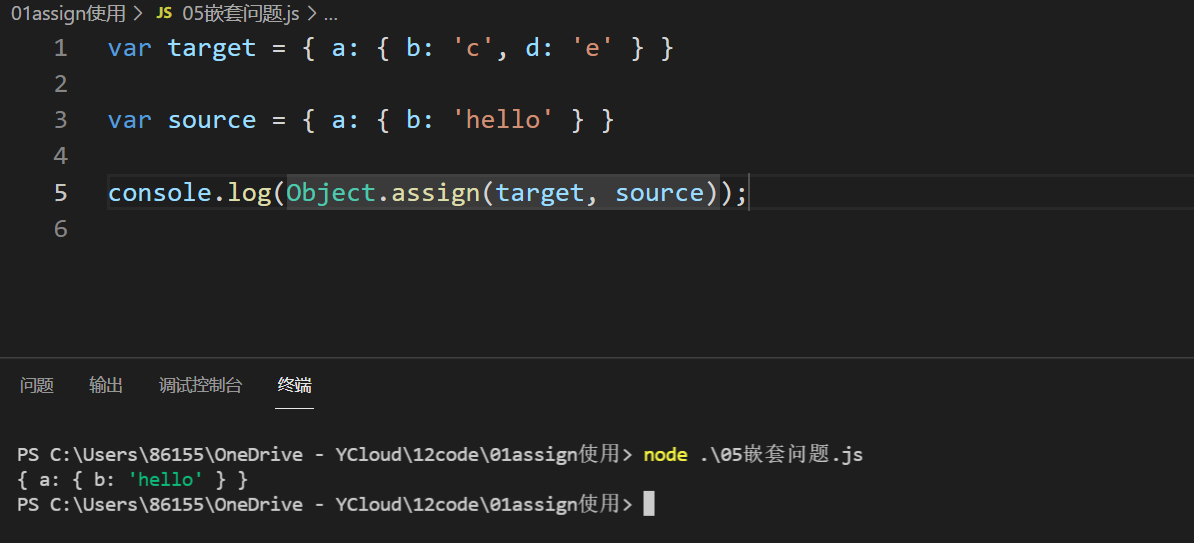 01assign使用 > JS 05嵌套问题.js > ...
1 var target = { a: { b: 'c', d: 'e' } }
2
3 var source = { a: { b: 'hello' } }
4
5 console.log(Object.assign(target, source));
6
问题 输出 调试控制台 终端
PS C:\Users\86155\OneDrive - YCloud\12code\01assign使用> node .\05嵌套问题.js
{ a: { b: 'hello' } }
PS C:\Users\86155\OneDrive - YCloud\12code\01assign使用>